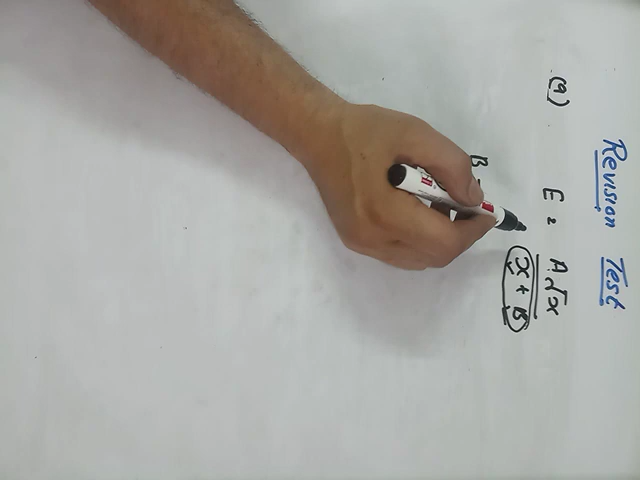 Revision Test
(9)
E = A√x
x + B
B